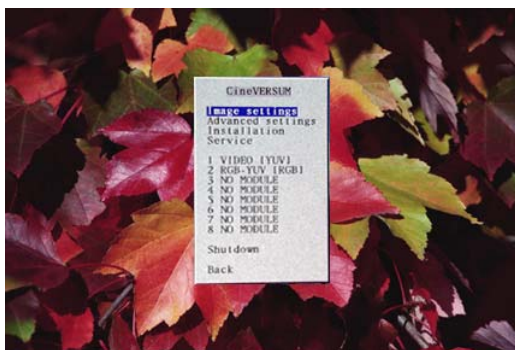 CineVERSUM
Image settings
Advanced settings
Installation
Service
1 VIDEO [YUV]
2 RGB-YUV [RGB]
3 NO MODULE
4 NO MODULE
5 NO MODULE
6 NO MODULE
7 NO MODULE
8 NO MODULE
Shutdown
Back